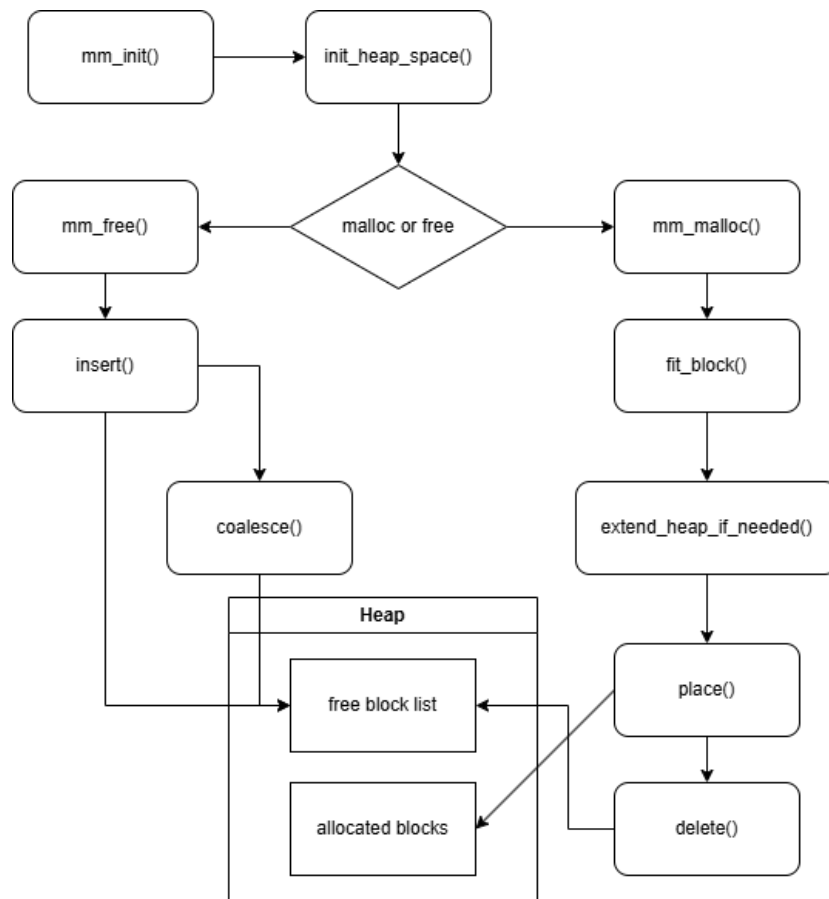 mm_init()
init_heap_space()
mm_free()
malloc or free
mm_malloc()
insert()
fit_block()
coalesce()
extend_heap_if_needed()
Heap
free block list
place()
allocated blocks
delete()